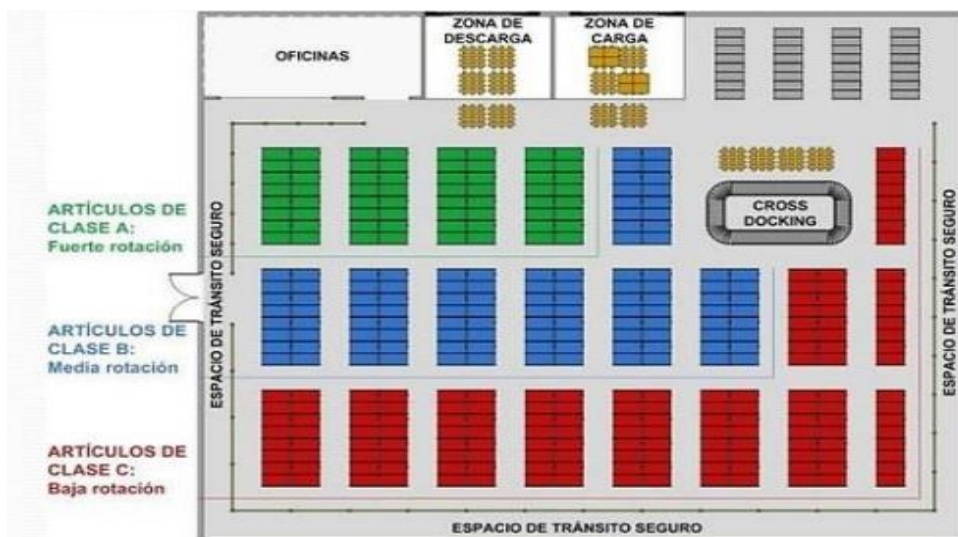 OFICINAS
ZONA DE
DESCARGA
ZONA DE
CARGA
CROSS
DOCKING
ARTÍCULOS DE
CLASE A:
Fuerte rotación
ARTÍCULOS DE
CLASE B:
Media rotación
ARTÍCULOS DE
CLASE C:
Baja rotación
ESPACIO DE TRÁNSITO SEGURO
ESPACIO DE TRÁNSITO SEGURO
ESPACIO DE TRÁNSITO SEGURO